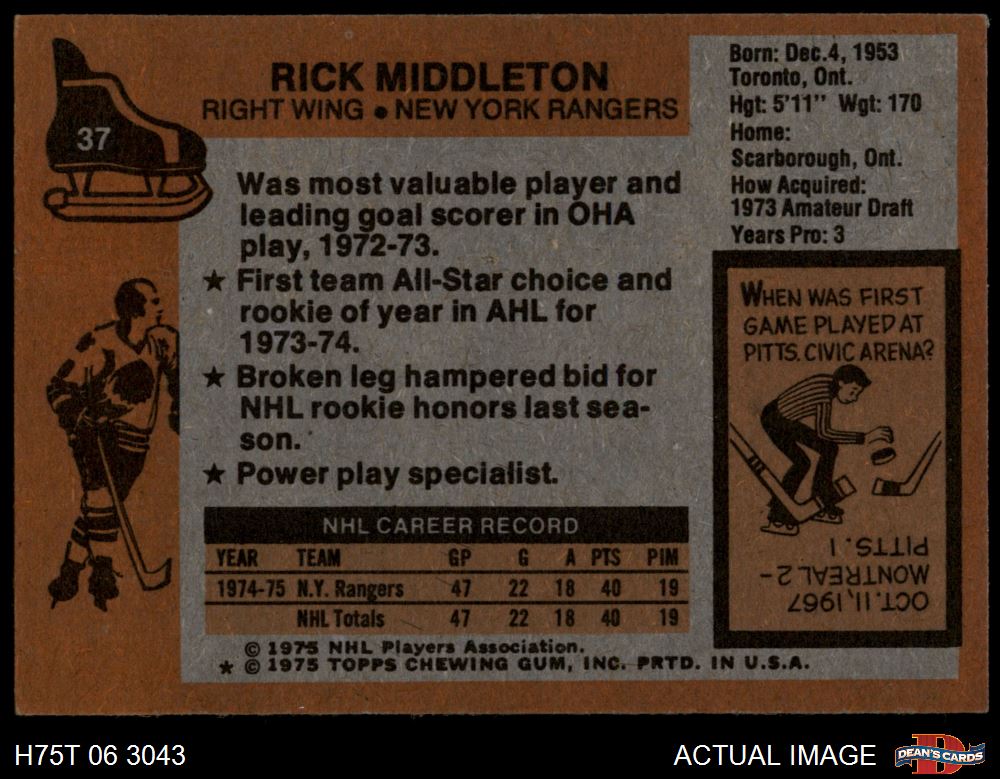 37
RICK MIDDLETON
RIGHT WING ● NEW YORK RANGERS
Born: Dec.4, 1953
Toronto, Ont.
Hgt: 5'11" Wgt: 170
Home:
Scarborough, Ont.
How Acquired:
1973 Amateur Draft
Years Pro: 3
Was most valuable player and
leading goal scorer in OHA
play, 1972-73.
★ First team All-Star choice and
rookie of year in AHL for
1973-74.
★ Broken leg hampered bid for
NHL rookie honors last sea-
son.
★ Power play specialist.
WHEN WAS FIRST
GAME PLAYED AT
PITTS. CIVIC ARENA?
OCT. 11, 1967
MONTREAL 2-
PITTS. 1
NHL CAREER RECORD
YEAR TEAM GP G A PTS PIM
1974-75 N.Y. Rangers 47 22 18 40 19
NHL Totals 47 22 18 40 19
© 1975 NHL Players Association.
★ © 1975 TOPPS CHEWING GUM, INC. PRTD. IN U.S.A.
H75T 06 3043
ACTUAL IMAGE
DEAN'S CARDS